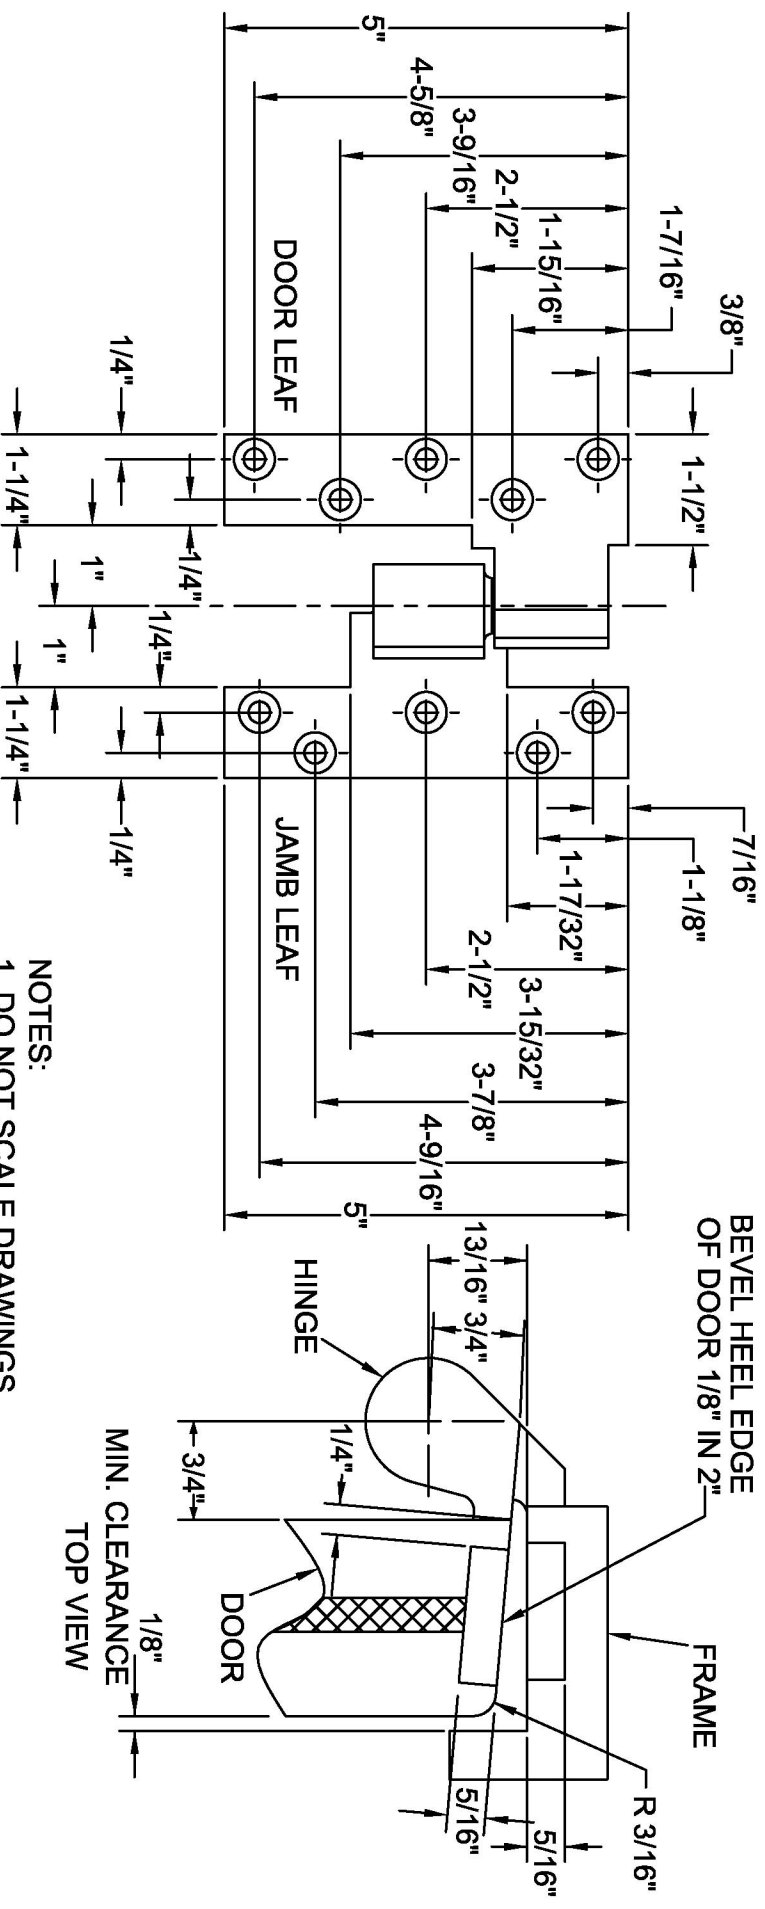 5"
4-5/8"
3-9/16"
2-1/2"
1-15/16"
1-7/16"
3/8"
1-1/2"
DOOR LEAF
1/4"
1-1/4"
1"
1/4"
1/4"
1"
1-1/4"
1/4"
JAMB LEAF
7/16"
1-1/8"
1-17/32"
2-1/2"
3-15/32"
3-7/8"
4-9/16"
5"
NOTES:
1. DO NOT SCALE DRAWINGS
BEVEL HEEL EDGE
OF DOOR 1/8" IN 2"
13/16"
3/4"
HINGE
1/4"
3/4"
FRAME
R 3/16"
5/16"
5/16"
DOOR
1/8"
MIN. CLEARANCE
TOP VIEW